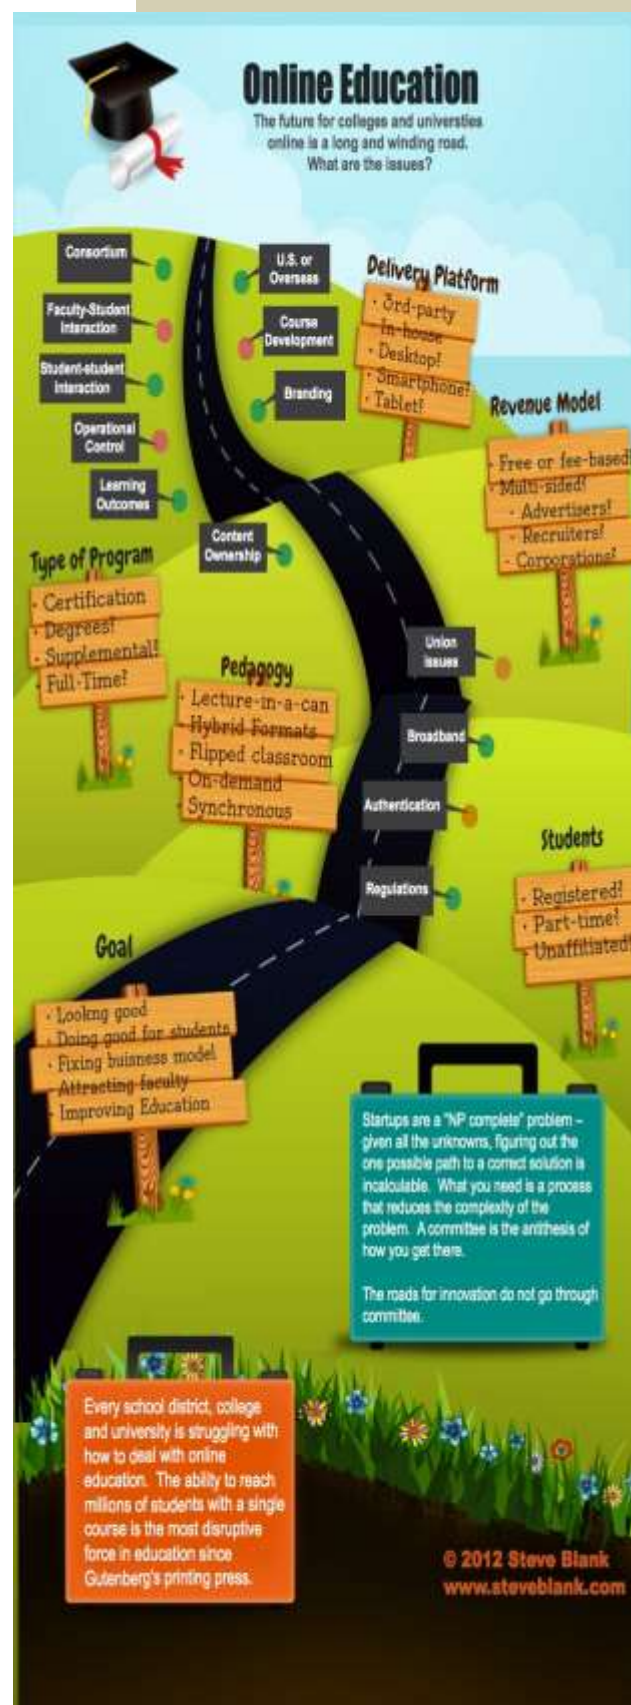 Online Education
The future for colleges and universties
online is a long and winding road.
What are the issues?
Consortium
U.S. or
Overseas
Faculty-Student
Interaction
Course
Development
Student-student
Interaction
Branding
Operational
Control
Learning
Outcomes
Content
Ownership
Delivery Platform
· 3rd-party
· In-house
· Desktop?
· Smartphone?
· Tablet?
Revenue Model
· Free or fee-based?
· Multi-sided?
· Advertisers?
· Recruiters?
· Corporations?
Type of Program
· Certification
· Degrees?
· Supplemental?
· Full-Time?
Union
issues
Pedagogy
· Lecture-in-a-can
· Hybrid Formats
· Flipped classroom
· On-demand
· Synchronous
Broadband
Authentication
Regulations
Students
· Registered?
· Part-time?
· Unaffiliated?
Goal
· Lookng good
· Doing good for students
· Fixing buisness model
· Attracting faculty
· Improving Education
Startups are a "NP complete" problem –
given all the unknowns, figuring out the
one possible path to a correct solution is
incalculable. What you need is a process
that reduces the complexity of the
problem. A committee is the antithesis of
how you get there.
The roads for innovation do not go through
committee.
Every school district, college
and university is struggling with
how to deal with online
education. The ability to reach
millions of students with a single
course is the most disruptive
force in education since
Gutenberg's printing press.
© 2012 Steve Blank
www.steveblank.com